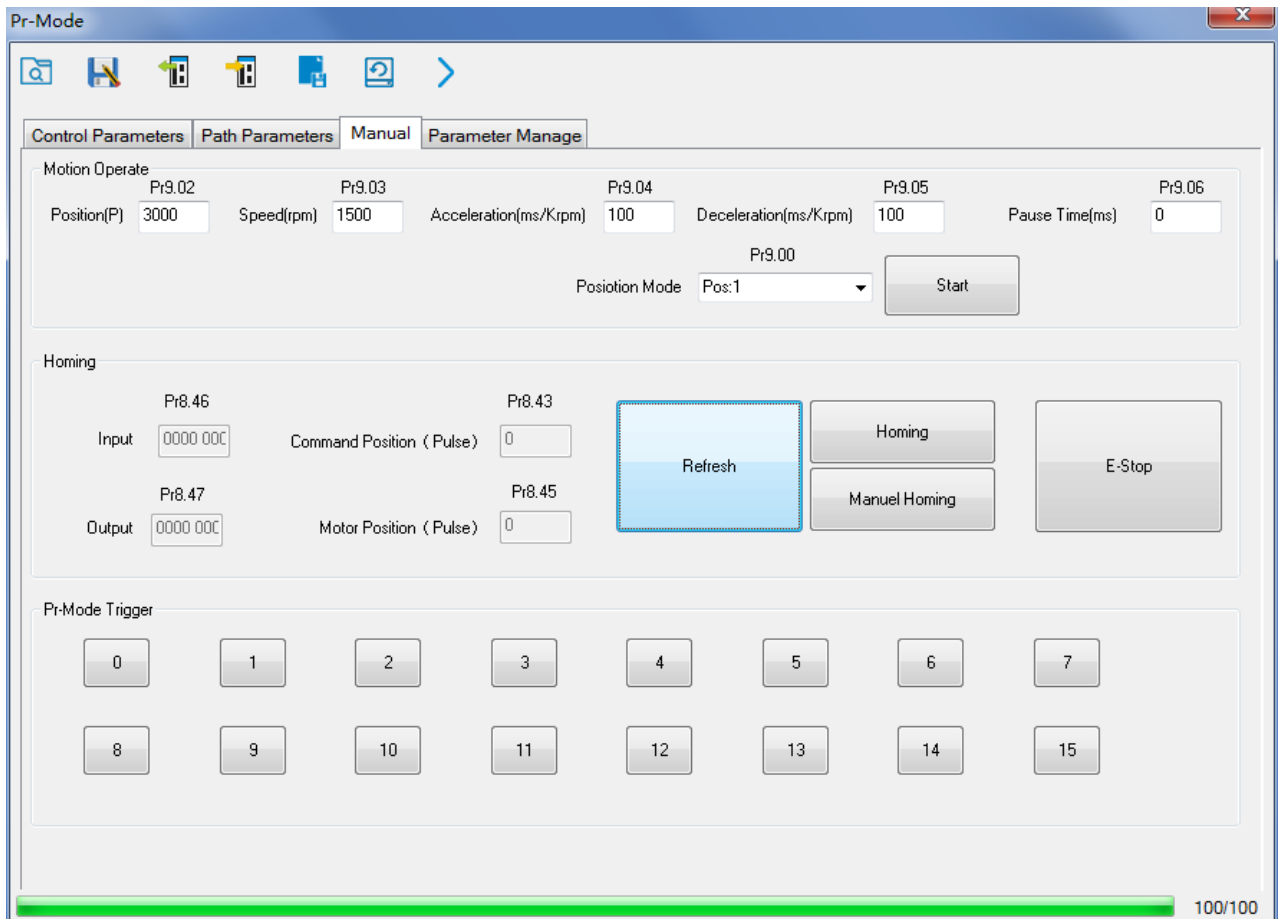 Pr-Mode
x
Control Parameters Path Parameters Manual Parameter Manage
Motion Operate
Pr9.02 Pr9.03 Pr9.04 Pr9.05 Pr9.06
Position(P) 3000 Speed(rpm) 1500 Acceleration(ms/Krpm) 100 Deceleration(ms/Krpm) 100 Pause Time(ms) 0
Pr9.00
Posiotion Mode Pos:1 Start
Homing
Pr8.46 Pr8.43
Input 0000 000 Command Position ( Pulse) 0
Refresh Homing E-Stop
Manuel Homing
Pr8.47 Pr8.45
Output 0000 000 Motor Position ( Pulse) 0
Pr-Mode Trigger
0 1 2 3 4 5 6 7
8 9 10 11 12 13 14 15
100/100